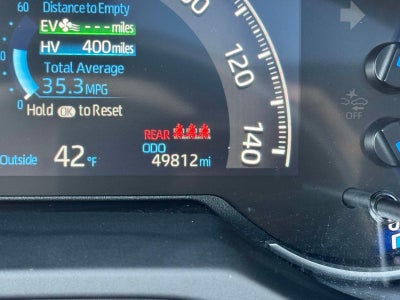 60
Distance to Empty
EV --- miles
HV 400 miles
Total Average
35.3 MPG
0
Hold OK to Reset
120
140
REAR
ODO
Outside 42 °F
49812 mi
OFF